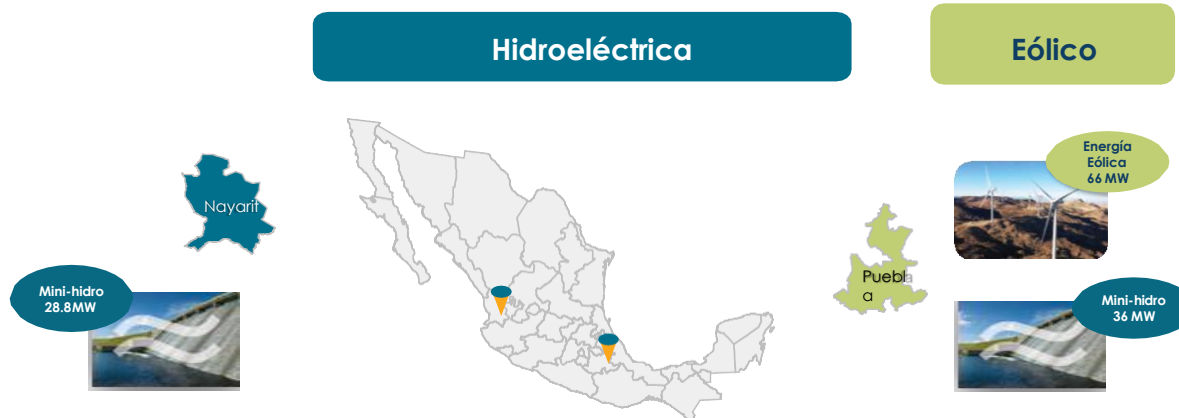 Hidroeléctrica
Eólico
Energía
Eólica
66 MW
Nayarit
Puebl
a
Mini-hidro
28.8MW
Mini-hidro
36 MW